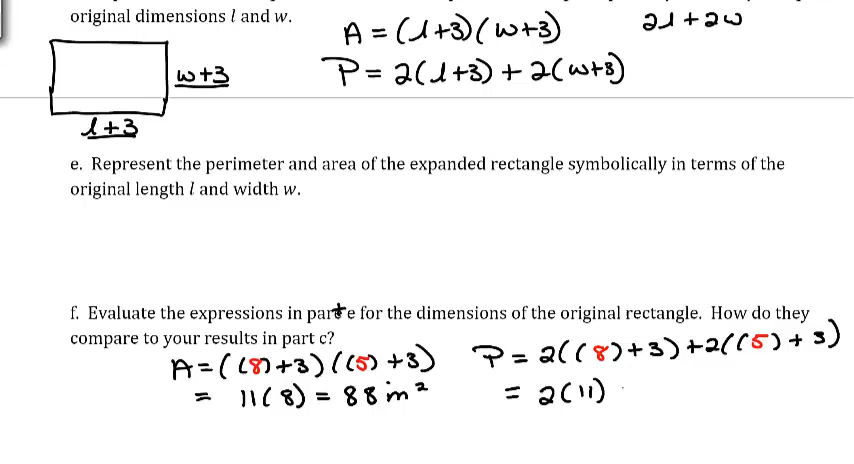 original dimensions l and w.
A = (l+3)(w+3)
2l + 2w
w+3
P = 2(l+3) + 2(w+3)
l+3
e. Represent the perimeter and area of the expanded rectangle symbolically in terms of the
original length l and width w.
f. Evaluate the expressions in part e for the dimensions of the original rectangle. How do they
compare to your results in part c?
A = ((8)+3)((5)+3)
P = 2((8)+3)+2((5)+3)
= 11(8) = 88 in²
= 2(11)